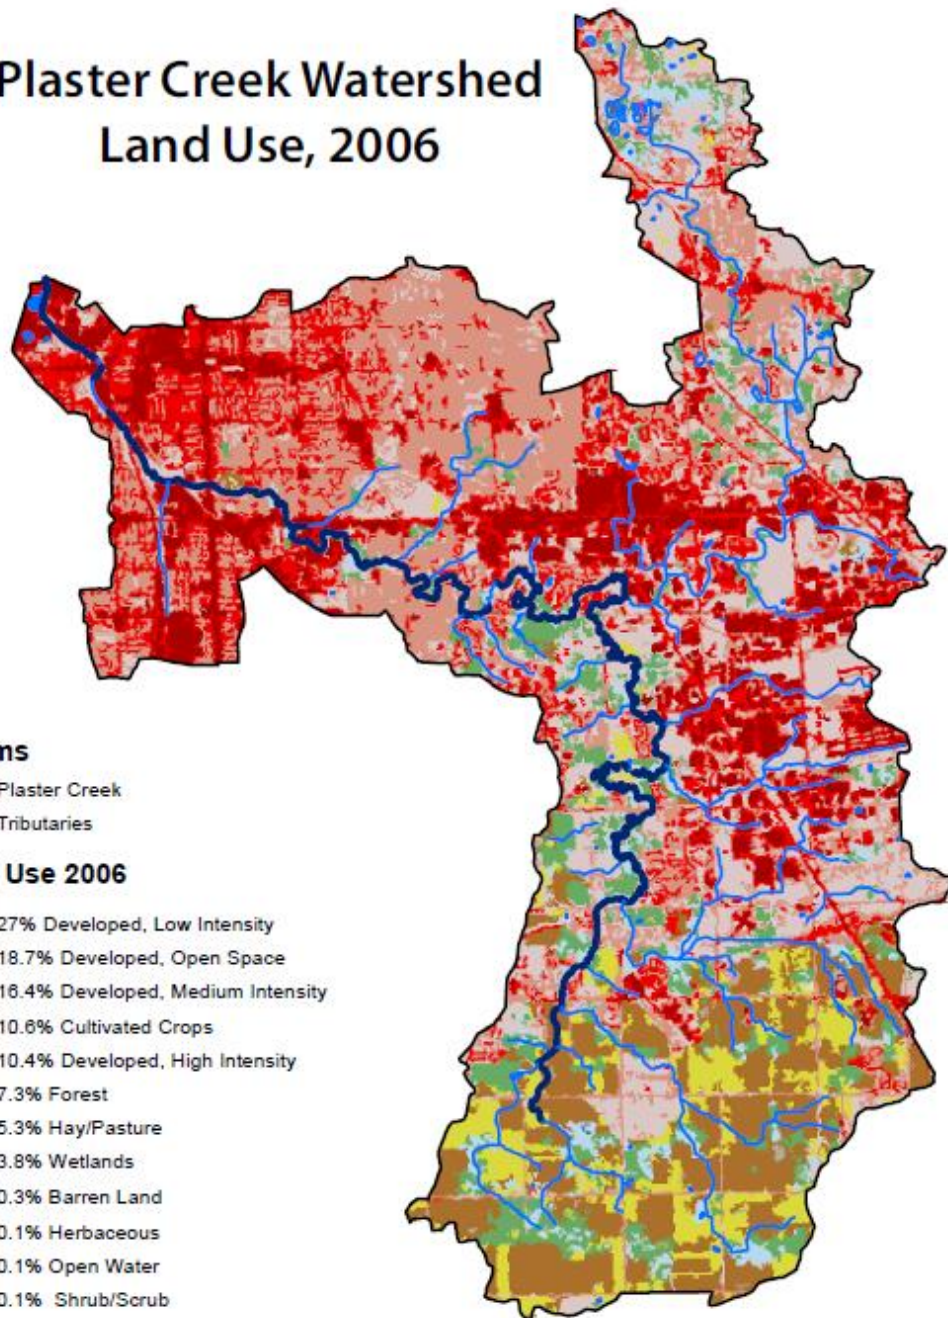 Plaster Creek Watershed
Land Use, 2006
ms
Plaster Creek
Tributaries
Use 2006
27% Developed, Low Intensity
18.7% Developed, Open Space
16.4% Developed, Medium Intensity
10.6% Cultivated Crops
10.4% Developed, High Intensity
7.3% Forest
5.3% Hay/Pasture
3.8% Wetlands
0.3% Barren Land
0.1% Herbaceous
0.1% Open Water
0.1% Shrub/Scrub